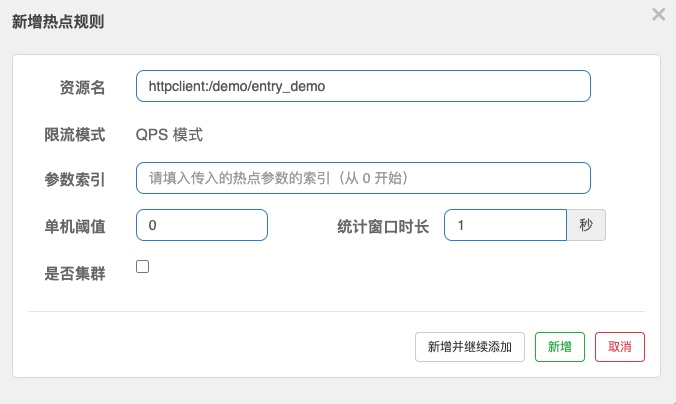 新增热点规则
×
资源名 httpclient:/demo/entry_demo
限流模式 QPS 模式
参数索引 请填入传入的热点参数的索引（从 0 开始）
单机阈值 0 统计窗口时长 1 秒
是否集群
新增并继续添加 新增 取消